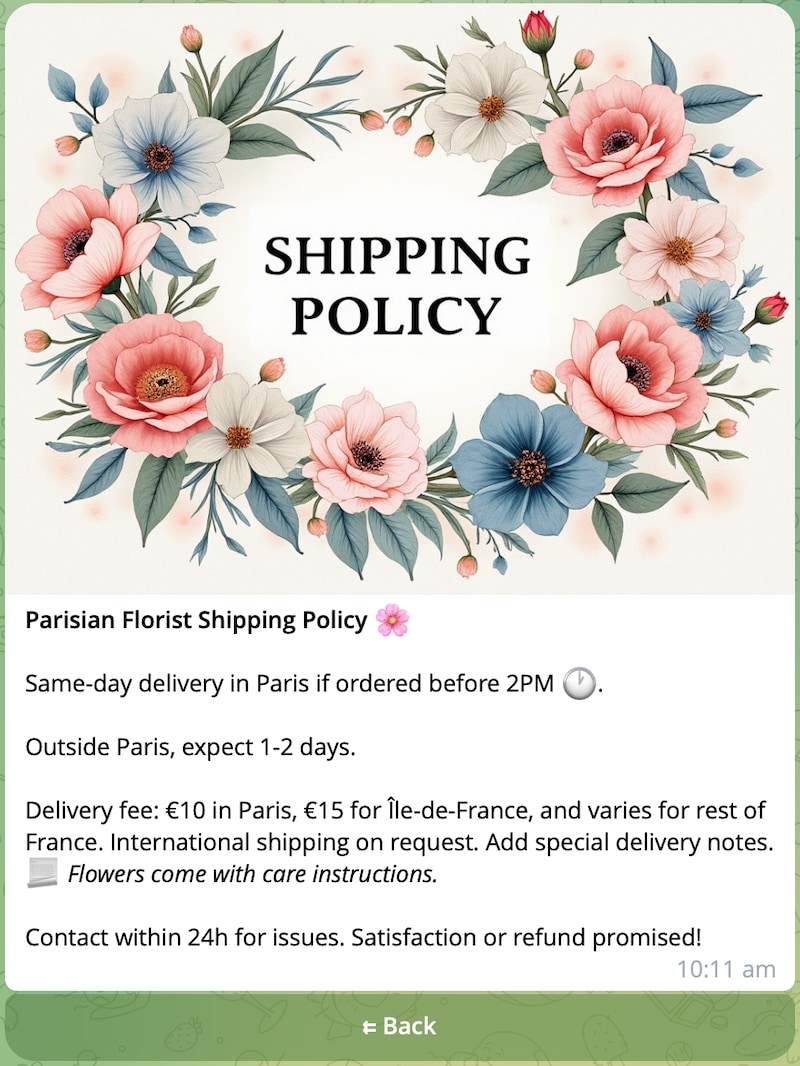 SHIPPING
POLICY
Parisian Florist Shipping Policy 🌸
Same-day delivery in Paris if ordered before 2PM 🕐.
Outside Paris, expect 1-2 days.
Delivery fee: €10 in Paris, €15 for Île-de-France, and varies for rest of
France. International shipping on request. Add special delivery notes.
📃 Flowers come with care instructions.
Contact within 24h for issues. Satisfaction or refund promised!
10:11 am
⇇ Back